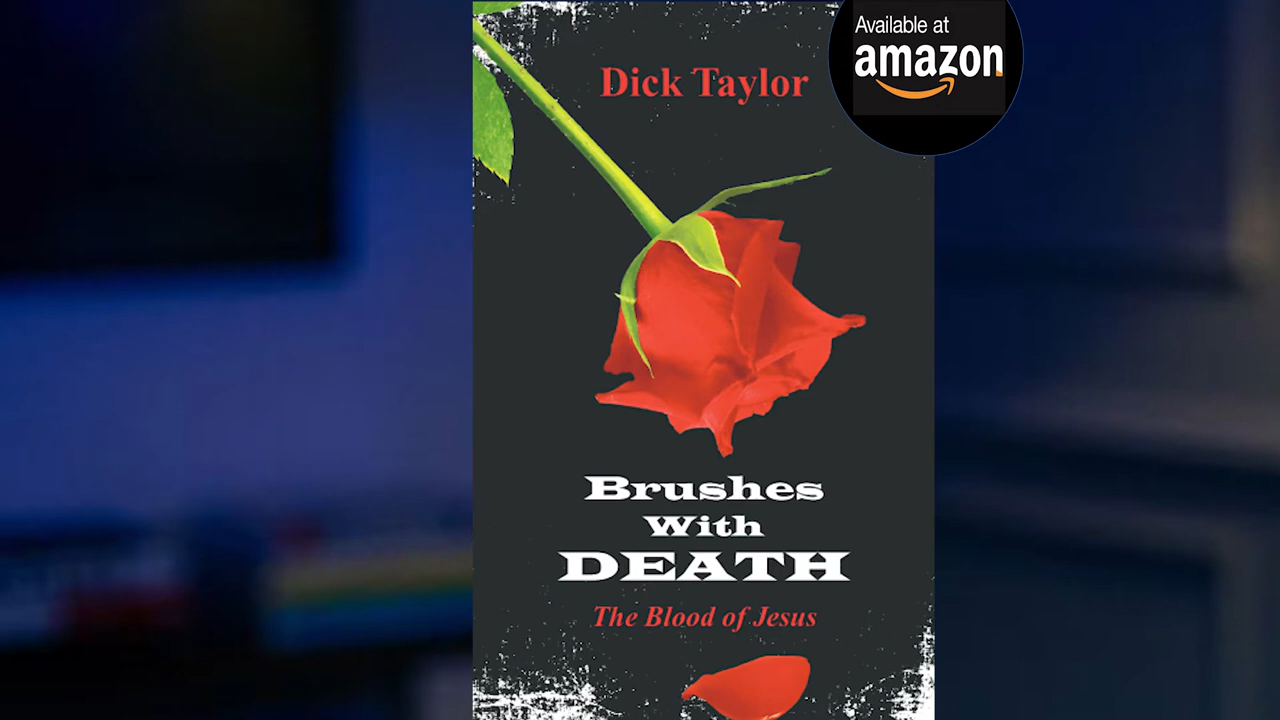 Dick Taylor
Available at
amazon
Brushes
With
DEATH
The Blood of Jesus